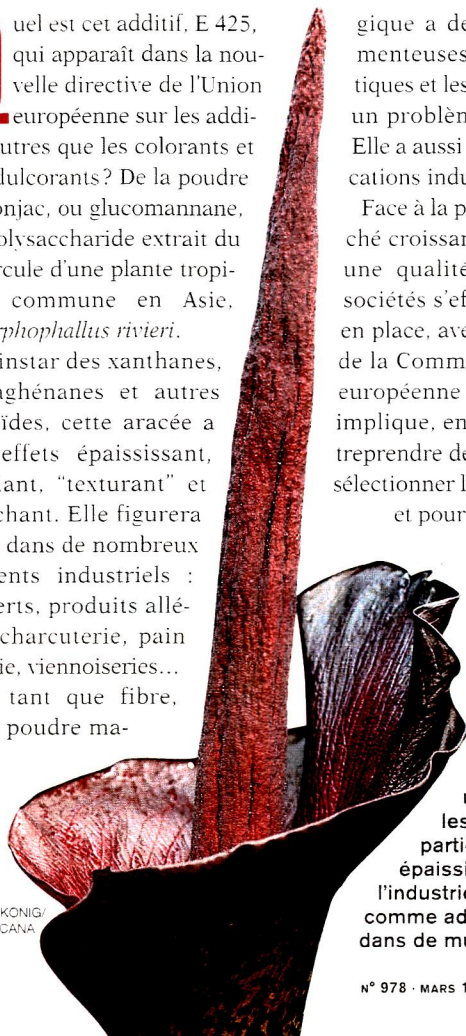 uel est cet additif, E 425,
qui apparaît dans la nou-
velle directive de l'Union
européenne sur les addi-
utres que les colorants et
dulcorants? De la poudre
onjac, ou glucomannane,
olysaccharide extrait du
ercule d'une plante tropi-
commune en Asie,
rphophallus rivieri.
instar des xanthanes,
aghénanes et autres
ïdes, cette aracée a
effets épaississant,
ant, "texturant" et
chant. Elle figurera
dans de nombreux
ents industriels :
erts, produits allé-
charcuterie, pain
ie, viennoiseries...
tant que fibre,
poudre ma-
KONIG/
CANA
gique a de
menteuses
tiques et les
un problèn
Elle a aussi
cations indu
Face à la p
ché croissan
une qualité
sociétés s'ef
en place, ave
de la Comm
européenne
implique, en
treprendre de
sélectionner l
et pour
les
parti
épaissi
l'industrie
comme ad
dans de mu
N° 978 · MARS 1